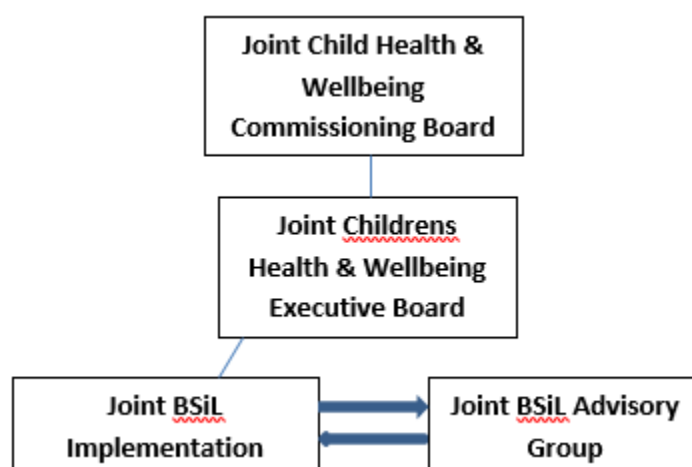 Joint Child Health &
Wellbeing
Commissioning Board
Joint Childrens
Health & Wellbeing
Executive Board
Joint BSiL
Implementation
Joint BSiL Advisory
Group